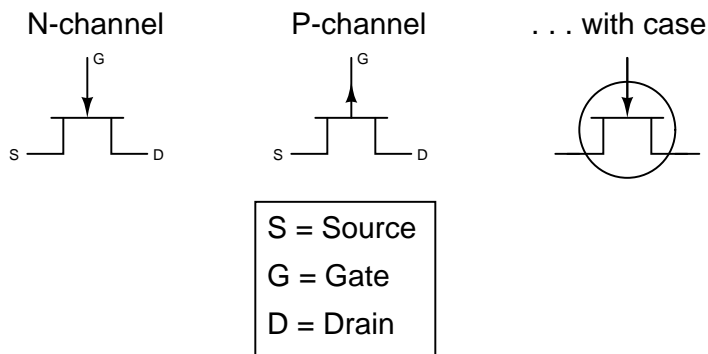 N-channel P-channel . . . with case
G G
S D S D
S = Source
G = Gate
D = Drain